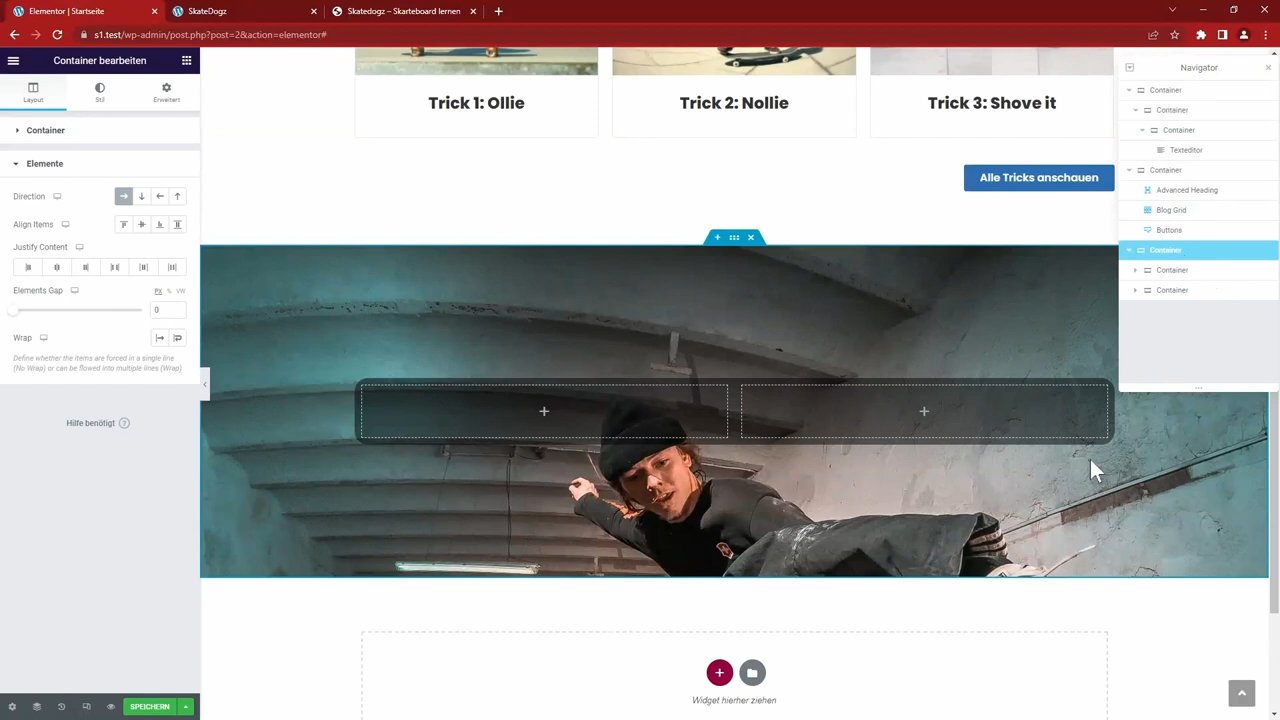 Elementor | Startseite
SkateDogz
Skatedogz – Skarteboard lernen
s1.test/wp-admin/post.php?post=2&action=elementor#
Container bearbeiten
Layout
Stil
Erweitert
Container
Elemente
Direction
Align Items
Justify Content
Elements Gap
PX % VW
0
Wrap
Define whether the items are forced in a single line
(No Wrap) or can be flowed into multiple lines (Wrap)
Hilfe benötigt
SPEICHERN
Trick 1: Ollie
Trick 2: Nollie
Trick 3: Shove it
Alle Tricks anschauen
Widget hierher ziehen
Navigator
Container
Container
Container
Texteditor
Container
Advanced Heading
Blog Grid
Buttons
Container
Container
Container